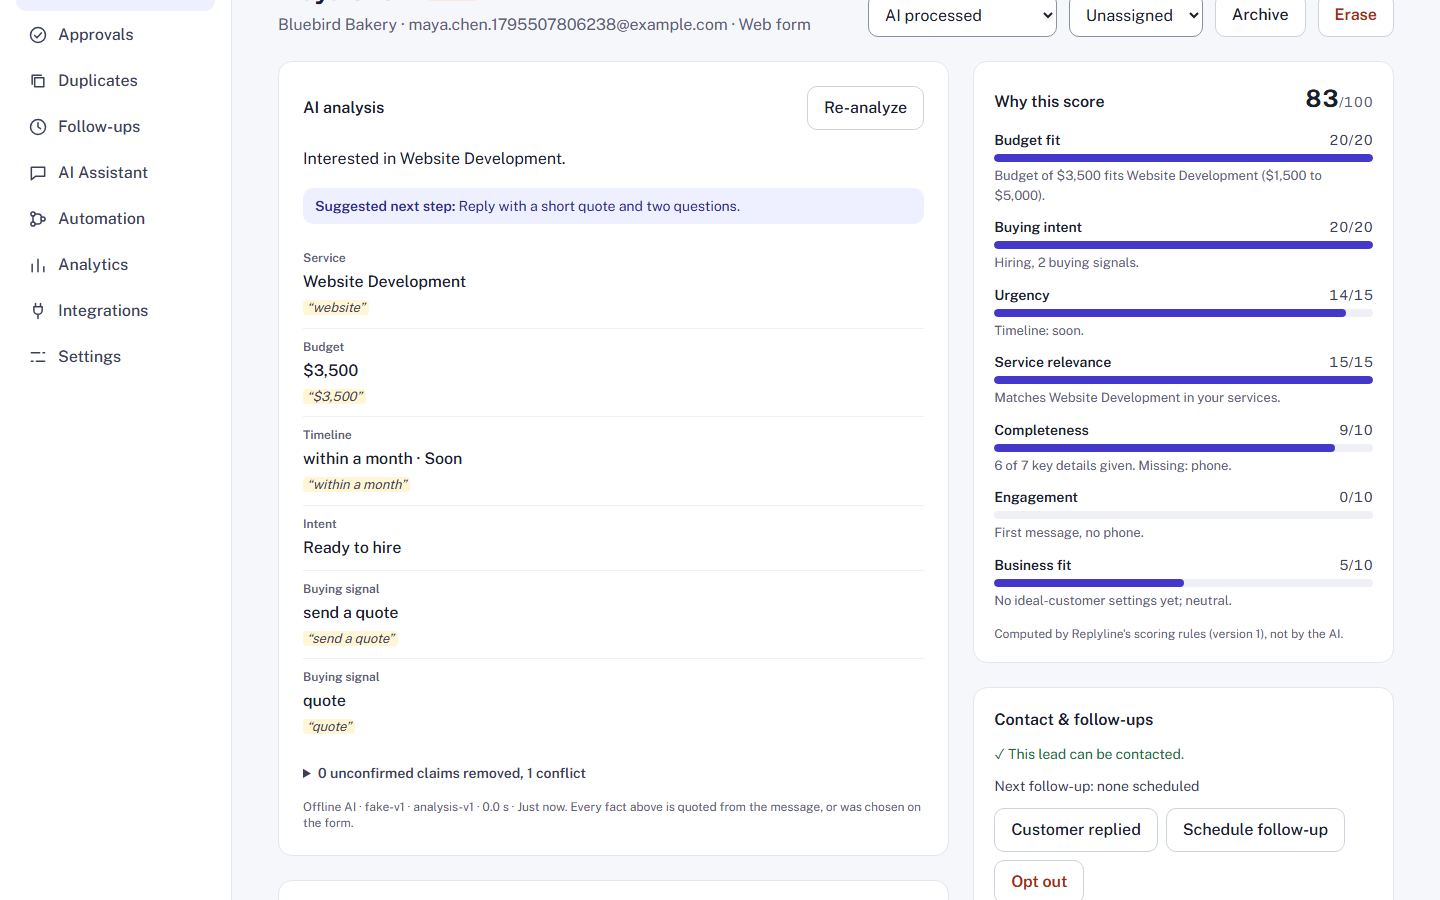 Approvals
Duplicates
Follow-ups
AI Assistant
Automation
Analytics
Integrations
Settings
Bluebird Bakery · maya.chen.1795507806238@example.com · Web form
AI processed
Unassigned
Archive
Erase
AI analysis
Re-analyze
Interested in Website Development.
Suggested next step: Reply with a short quote and two questions.
Service
Website Development
“website”
Budget
$3,500
“$3,500”
Timeline
within a month · Soon
“within a month”
Intent
Ready to hire
Buying signal
send a quote
“send a quote”
Buying signal
quote
“quote”
0 unconfirmed claims removed, 1 conflict
Offline AI · fake-v1 · analysis-v1 · 0.0 s · Just now. Every fact above is quoted from the message, or was chosen on
the form.
Why this score
83/100
Budget fit 20/20
Budget of $3,500 fits Website Development ($1,500 to
$5,000).
Buying intent 20/20
Hiring, 2 buying signals.
Urgency 14/15
Timeline: soon.
Service relevance 15/15
Matches Website Development in your services.
Completeness 9/10
6 of 7 key details given. Missing: phone.
Engagement 0/10
First message, no phone.
Business fit 5/10
No ideal-customer settings yet; neutral.
Computed by Replyline's scoring rules (version 1), not by the AI.
Contact & follow-ups
✓ This lead can be contacted.
Next follow-up: none scheduled
Customer replied
Schedule follow-up
Opt out